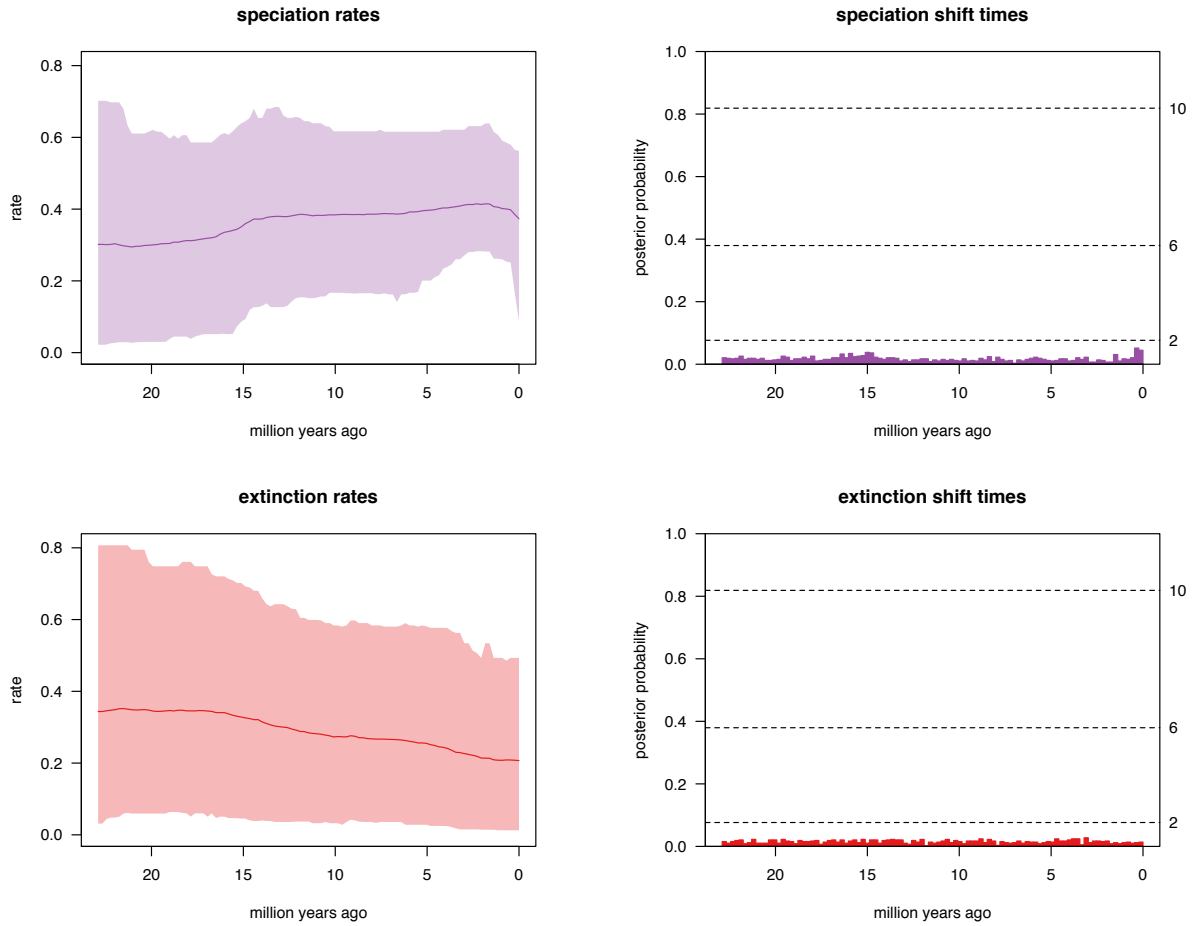 speciation rates
0.8
0.6
0.4
0.2
0.0
rate
20 15 10 5 0
million years ago
speciation shift times
1.0
0.8
0.6
0.4
0.2
0.0
posterior probability
10
6
2
20 15 10 5 0
million years ago
extinction rates
0.8
0.6
0.4
0.2
0.0
rate
20 15 10 5 0
million years ago
extinction shift times
1.0
0.8
0.6
0.4
0.2
0.0
posterior probability
10
6
2
20 15 10 5 0
million years ago